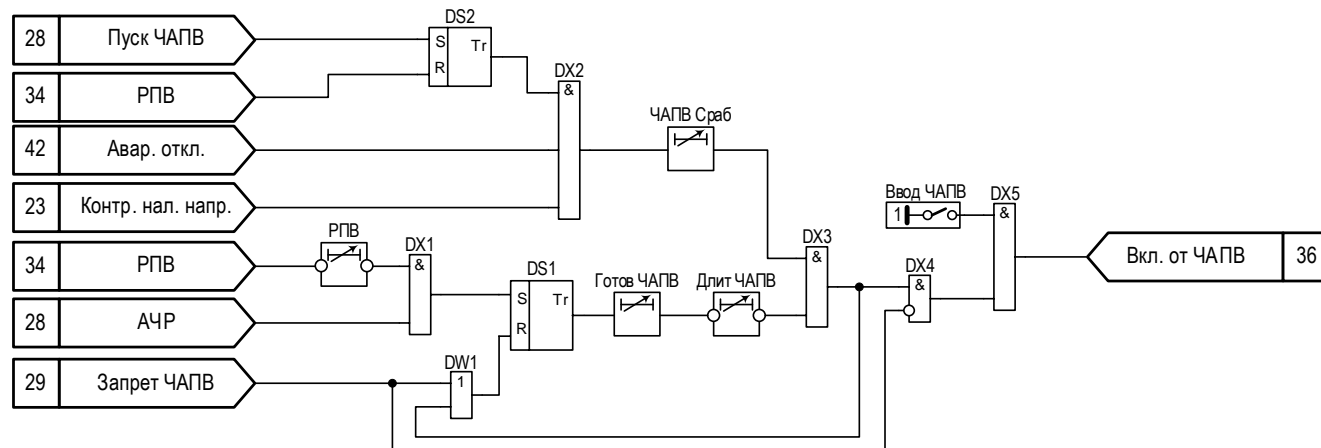 DS2
28 Пуск ЧАПВ
S Tr
R
34 РПВ
DX2
&
ЧАПВ Сраб
42 Авар. откл.
23 Контр. нал. напр.
Ввод ЧАПВ
1
DX5
&
34 РПВ
РПВ
DX1
&
DX3
&
Вкл. от ЧАПВ 36
DS1
S Tr
R
Готов ЧАПВ
Длит ЧАПВ
DX4
&
28 АЧР
29 Запрет ЧАПВ
DW1
1